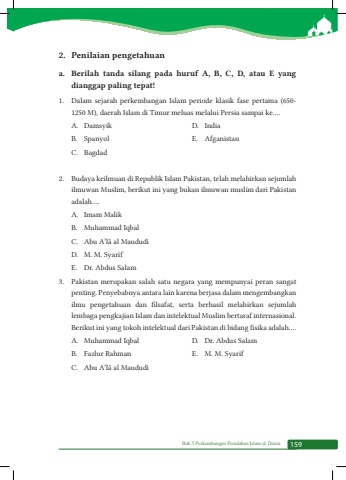 2. Penilaian pengetahuan
a. Berilah tanda silang pada huruf A, B, C, D, atau E yang
dianggap paling tepat!
1. Dalam sejarah perkembangan Islam periode klasik fase pertama (650-
1250 M), daerah Islam di Timur meluas melalui Persia sampai ke....
A. Damsyik
D. India
B. Spanyol
E. Afganistan
C. Bagdad
2. Budaya keilmuan di Republik Islam Pakistan, telah melahirkan sejumlah
ilmuwan Muslim, berikut ini yang bukan ilmuwan muslim dari Pakistan
adalah....
A. Imam Malik
B. Muhammad Iqbal
C. Abu A'lā al Maududi
D. M. M. Syarif
E. Dr. Abdus Salam
3. Pakistan merupakan salah satu negara yang mempunyai peran sangat
penting. Penyebabnya antara lain karena berjasa dalam mengembangkan
ilmu pengetahuan dan filsafat, serta berhasil melahirkan sejumlah
lembaga pengkajian Islam dan intelektual Muslim bertaraf internasional.
Berikut ini yang tokoh intelektual dari Pakistan di bidang fisika adalah....
A. Muhammad Iqbal
D. Dr. Abdus Salam
B. Fazlur Rahman
E. M. M. Syarif
C. Abu A'lā al Maududi
Bab 5 Perkembangan Peradaban Islam di Dunia
159